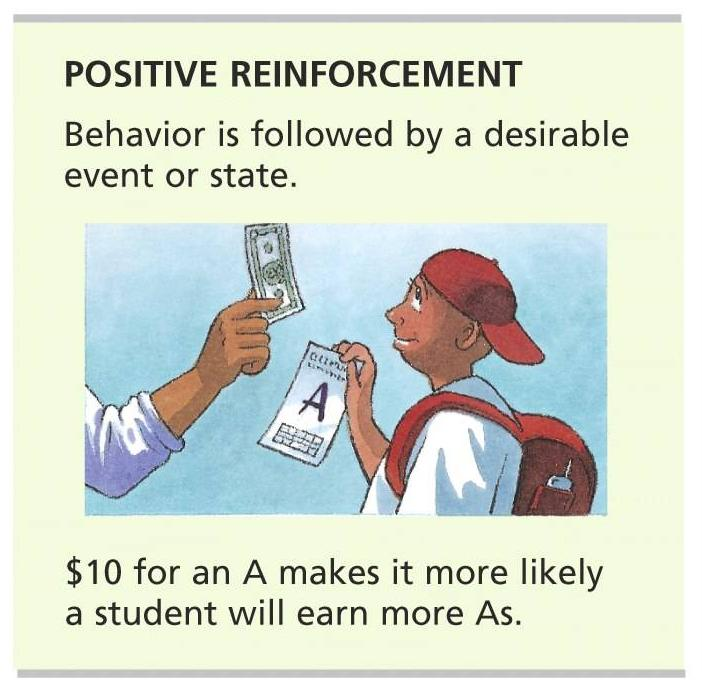 POSITIVE REINFORCEMENT
Behavior is followed by a desirable
event or state.
A
$10 for an A makes it more likely
a student will earn more As.